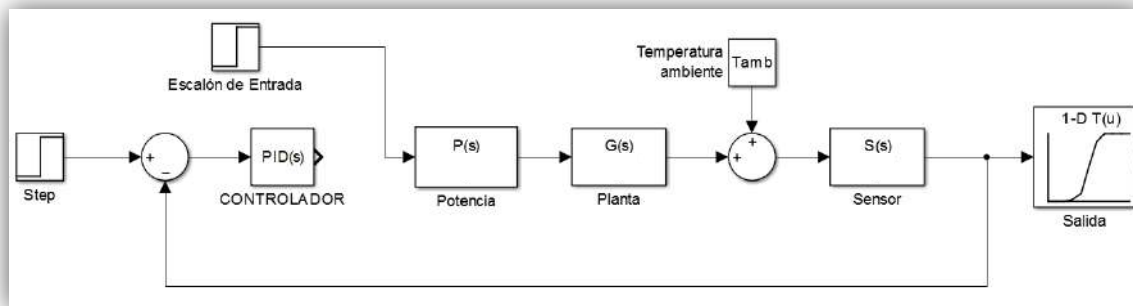 Escalón de Entrada
Temperatura
ambiente
Tamb
Step
+
−
PID(s)
CONTROLADOR
P(s)
Potencia
G(s)
Planta
+
+
S(s)
Sensor
1-D T(u)
Salida